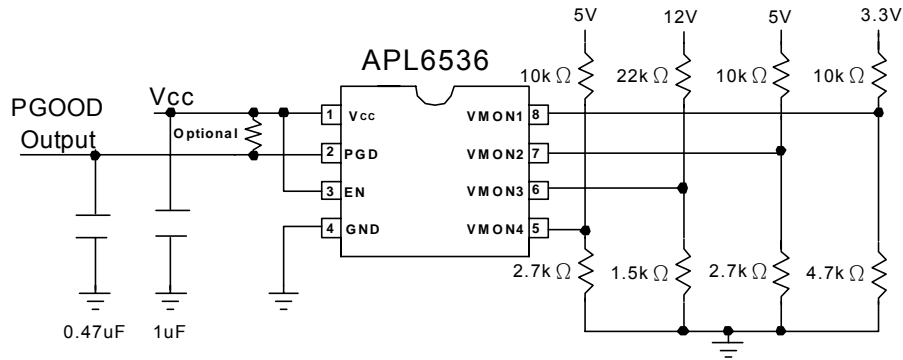 5V 12V 5V 3.3V
APL6536
10k Ω 22k Ω 10k Ω 10k Ω
PGOOD
Output
Vcc
Optional
1 Vcc VMON1 8
2 PGD VMON2 7
3 EN VMON3 6
4 GND VMON4 5
2.7k Ω 1.5k Ω 2.7k Ω 4.7k Ω
0.47uF 1uF